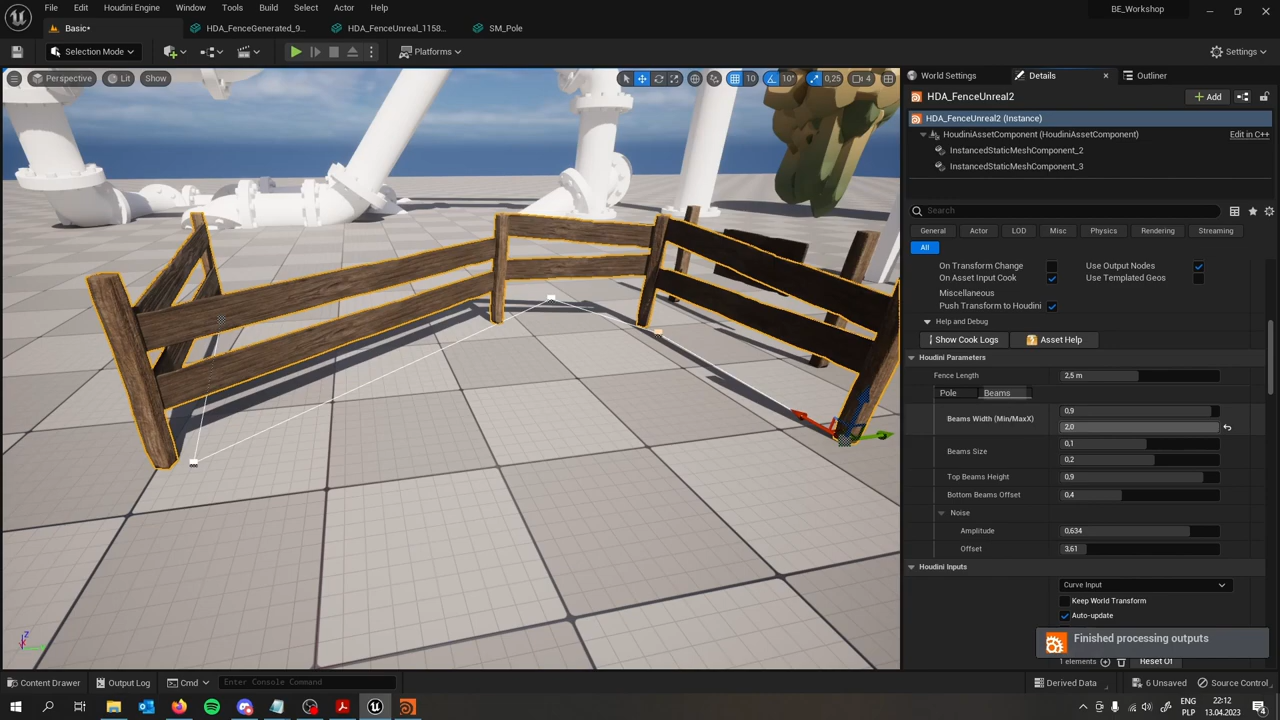 File Edit Houdini Engine Window Tools Build Select Actor Help
BE_Workshop
Basic*
HDA_FenceGenerated_9...
HDA_FenceUnreal_1158...
SM_Pole
Selection Mode
Platforms
Settings
Perspective Lit Show
10 10° 0,25 4
World Settings Details Outliner
HDA_FenceUnreal2
Add
HDA_FenceUnreal2 (Instance)
HoudiniAssetComponent (HoudiniAssetComponent) Edit in C++
InstancedStaticMeshComponent_2
InstancedStaticMeshComponent_3
Search
General Actor LOD Misc Physics Rendering Streaming
All
On Transform Change Use Output Nodes
On Asset Input Cook Use Templated Geos
Miscellaneous
Push Transform to Houdini
Help and Debug
Show Cook Logs Asset Help
Houdini Parameters
Fence Length 2,5 m
Pole Beams
Beams Width (Min/MaxX) 0,9
2,0
Beams Size 0,1
0,2
Top Beams Height 0,9
Bottom Beams Offset 0,4
Noise
Amplitude 0,634
Offset 3,61
Houdini Inputs
Curve Input
Keep World Transform
Auto-update
Finished processing outputs
1 elements Reset Of
Z
Content Drawer Output Log Cmd Enter Console Command Derived Data 6 Unsaved Source Control
ENG 22:12
PLP 13.04.2023
4